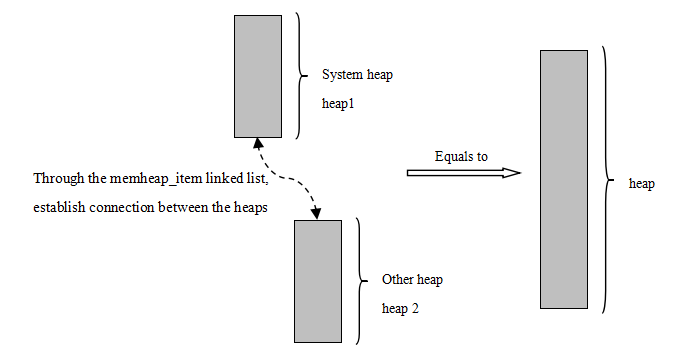 System heap
heap1
Equals to
Through the memheap_item linked list,
establish connection between the heaps
heap
Other heap
heap 2